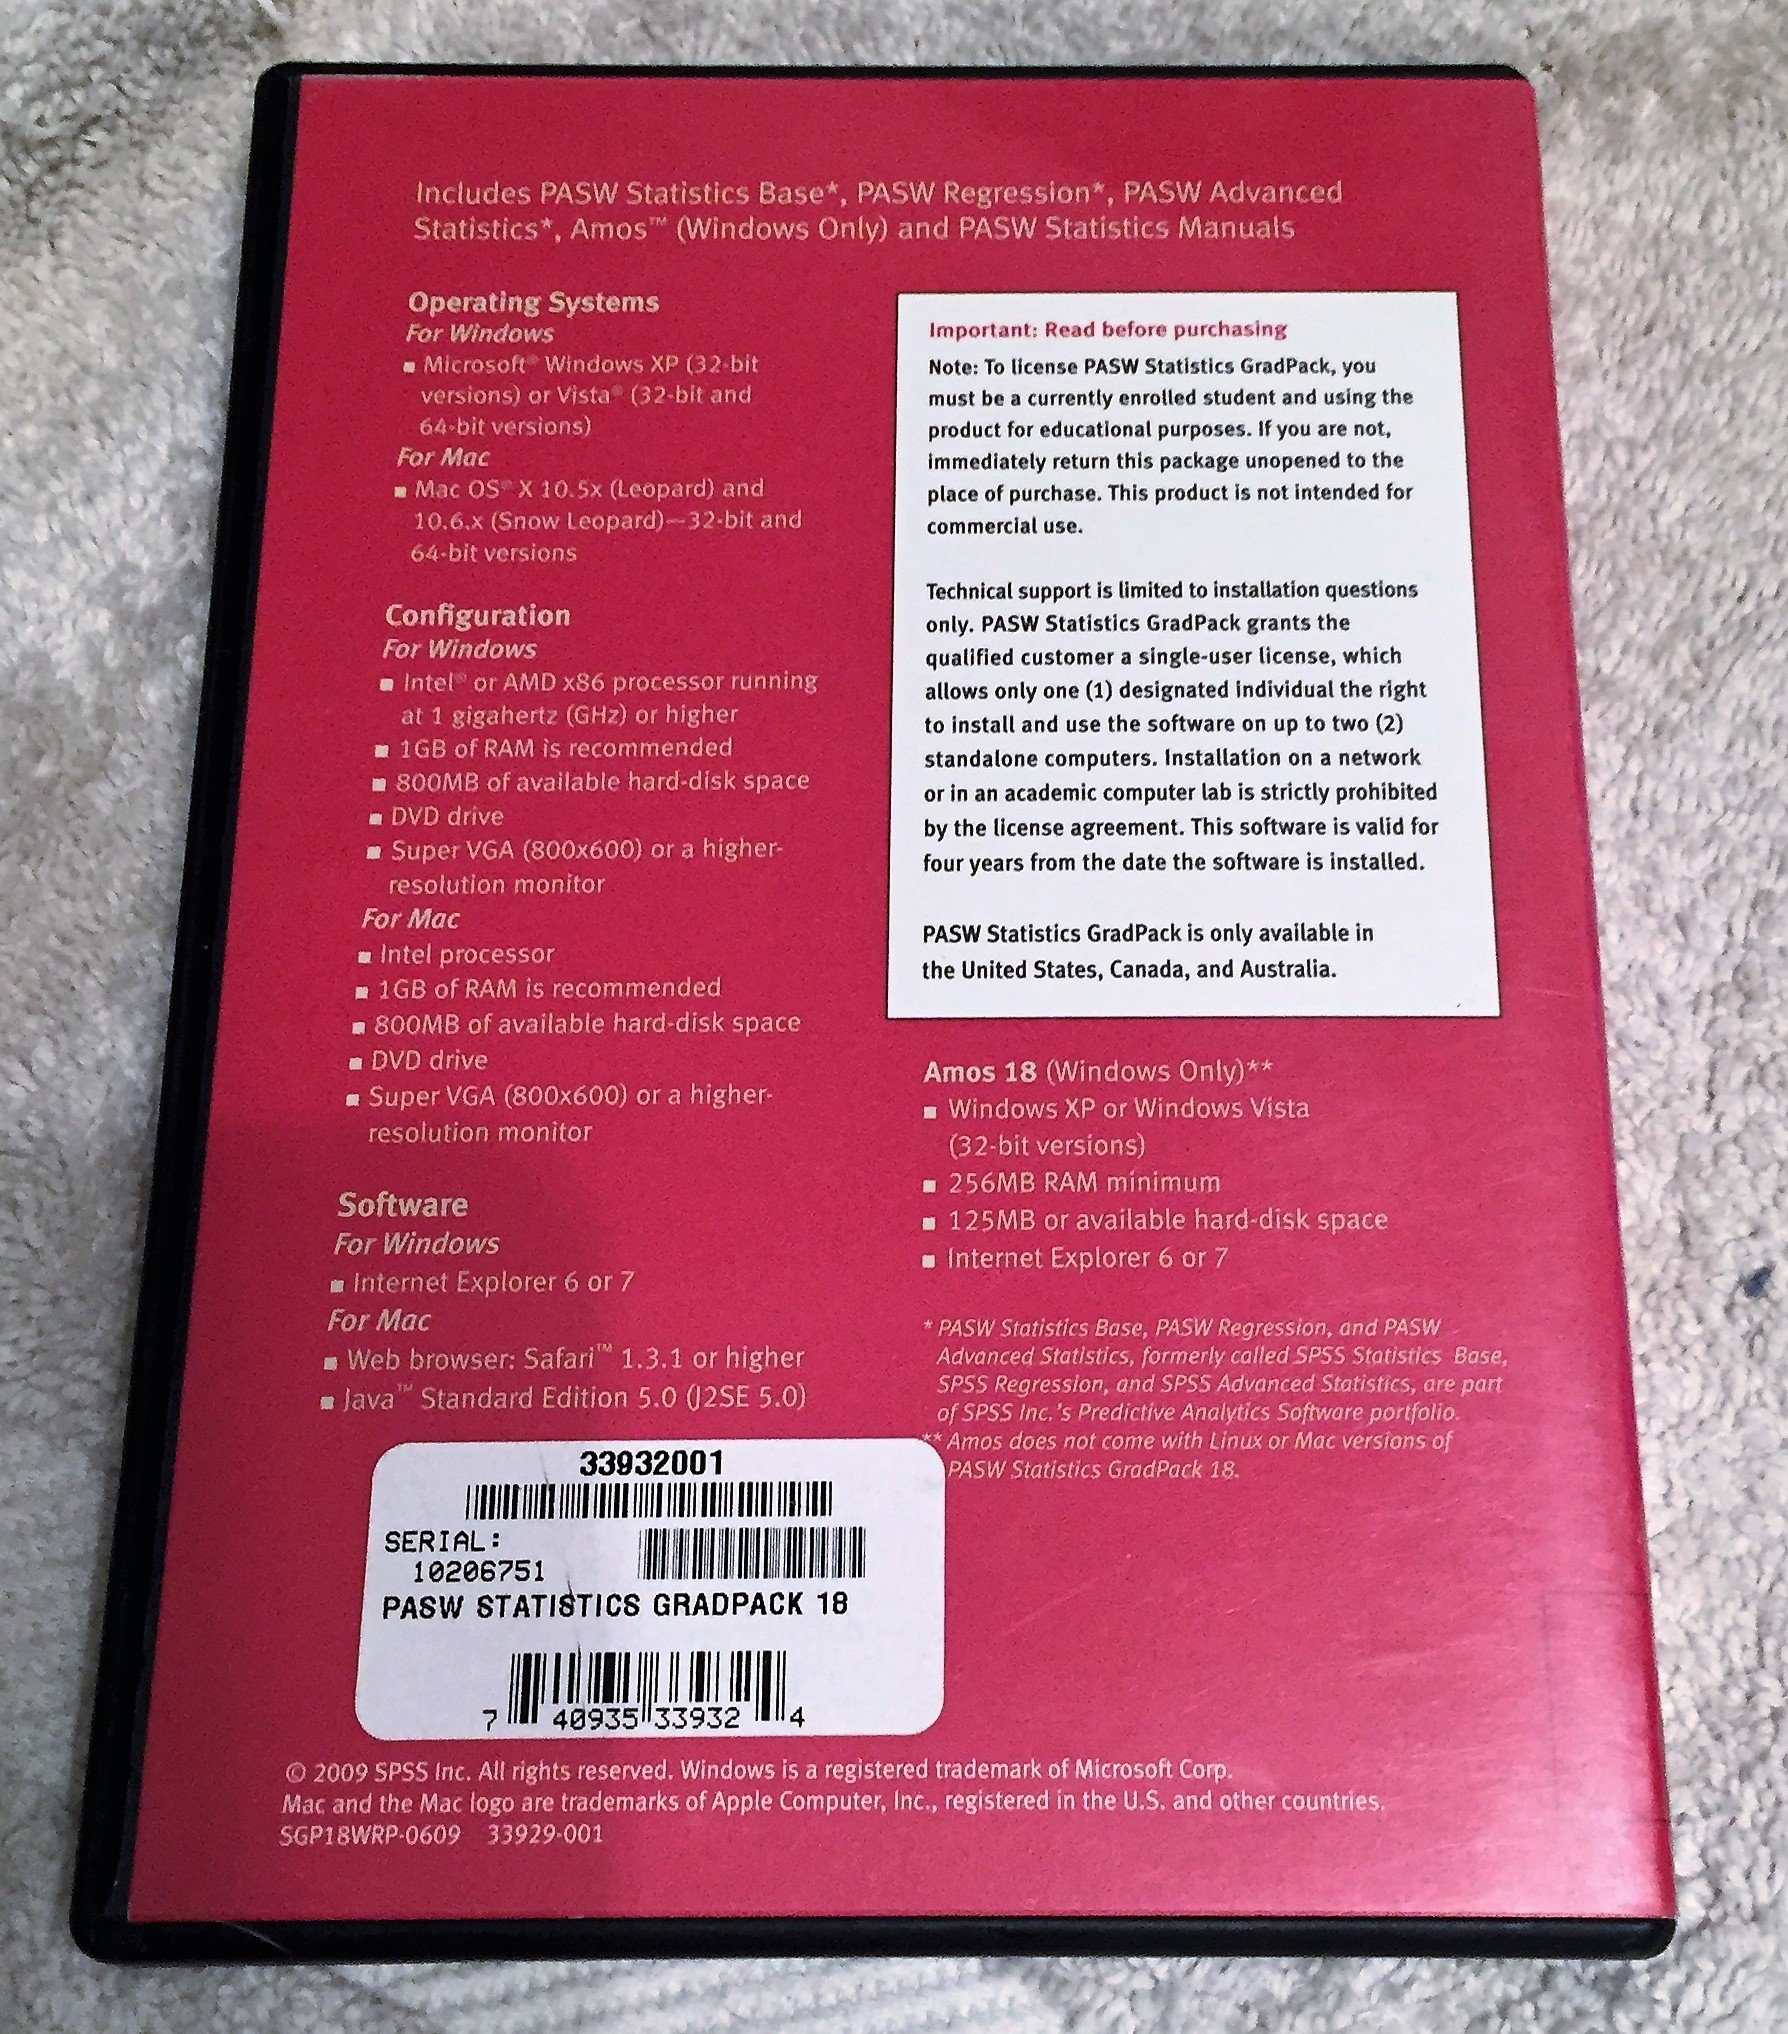 Includes PASW Statistics Base*, PASW Regression*, PASW Advanced
Statistics*, Amos™ (Windows Only) and PASW Statistics Manuals
Operating Systems
For Windows
▪ Microsoft® Windows XP (32-bit
versions) or Vista® (32-bit and
64-bit versions)
For Mac
▪ Mac OS® X 10.5x (Leopard) and
10.6.x (Snow Leopard)—32-bit and
64-bit versions
Configuration
For Windows
▪ Intel® or AMD x86 processor running
at 1 gigahertz (GHz) or higher
▪ 1GB of RAM is recommended
▪ 800MB of available hard-disk space
▪ DVD drive
▪ Super VGA (800x600) or a higher-
resolution monitor
For Mac
▪ Intel processor
▪ 1GB of RAM is recommended
▪ 800MB of available hard-disk space
▪ DVD drive
▪ Super VGA (800x600) or a higher-
resolution monitor
Software
For Windows
▪ Internet Explorer 6 or 7
For Mac
▪ Web browser: Safari™ 1.3.1 or higher
▪ Java™ Standard Edition 5.0 (J2SE 5.0)
Important: Read before purchasing
Note: To license PASW Statistics GradPack, you
must be a currently enrolled student and using the
product for educational purposes. If you are not,
immediately return this package unopened to the
place of purchase. This product is not intended for
commercial use.
Technical support is limited to installation questions
only. PASW Statistics GradPack grants the
qualified customer a single-user license, which
allows only one (1) designated individual the right
to install and use the software on up to two (2)
standalone computers. Installation on a network
or in an academic computer lab is strictly prohibited
by the license agreement. This software is valid for
four years from the date the software is installed.
PASW Statistics GradPack is only available in
the United States, Canada, and Australia.
Amos 18 (Windows Only)**
▪ Windows XP or Windows Vista
(32-bit versions)
▪ 256MB RAM minimum
▪ 125MB or available hard-disk space
▪ Internet Explorer 6 or 7
* PASW Statistics Base, PASW Regression, and PASW
Advanced Statistics, formerly called SPSS Statistics Base,
SPSS Regression, and SPSS Advanced Statistics, are part
of SPSS Inc.'s Predictive Analytics Software portfolio.
** Amos does not come with Linux or Mac versions of
PASW Statistics GradPack 18.
33932001
SERIAL:
10206751
PASW STATISTICS GRADPACK 18
7 40935 33932 4
© 2009 SPSS Inc. All rights reserved. Windows is a registered trademark of Microsoft Corp.
Mac and the Mac logo are trademarks of Apple Computer, Inc., registered in the U.S. and other countries.
SGP18WRP-0609 33929-001